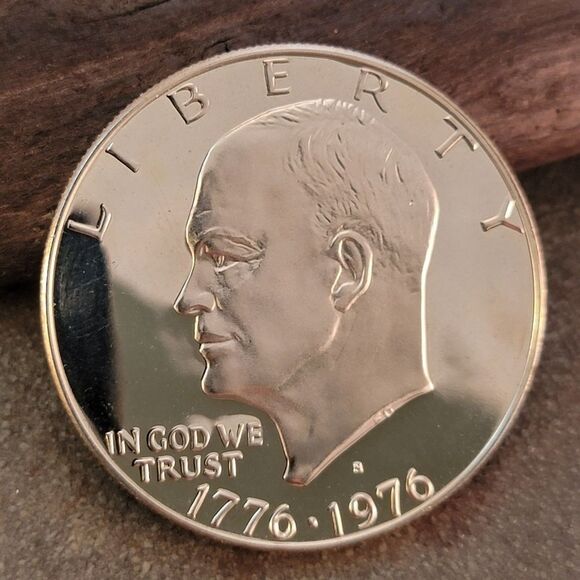 LIBERTY
IN GOD WE
TRUST
S
1776 · 1976